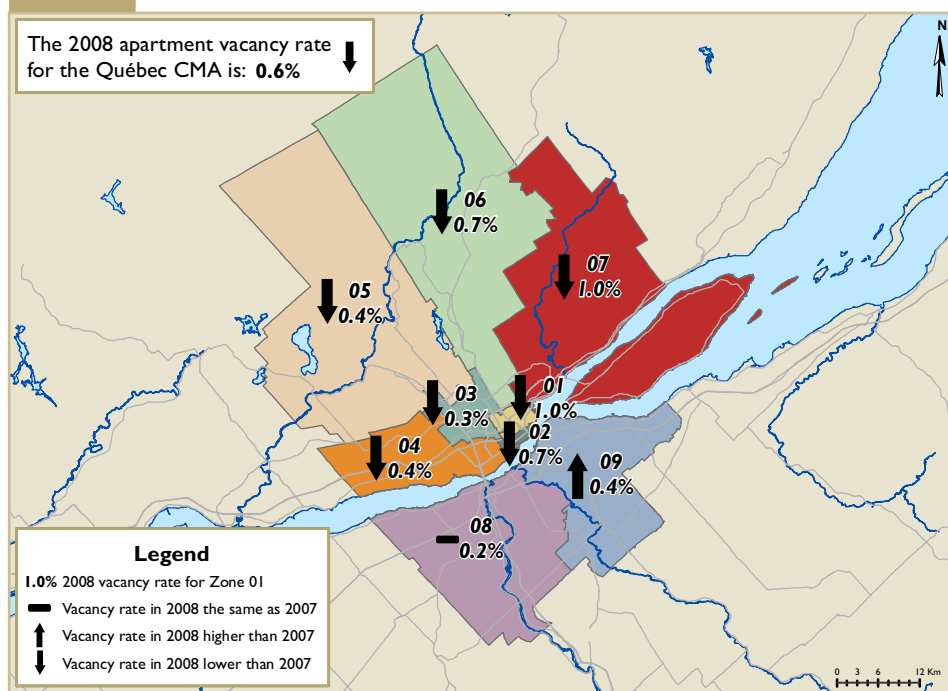 The 2008 apartment vacancy rate
for the Québec CMA is: 0.6%
N
06
0.7%
07
1.0%
05
0.4%
03
0.3%
01
1.0%
02
0.7%
04
0.4%
09
0.4%
08
0.2%
Legend
1.0% 2008 vacancy rate for Zone 01
Vacancy rate in 2008 the same as 2007
Vacancy rate in 2008 higher than 2007
Vacancy rate in 2008 lower than 2007
0 3 6 12 Km